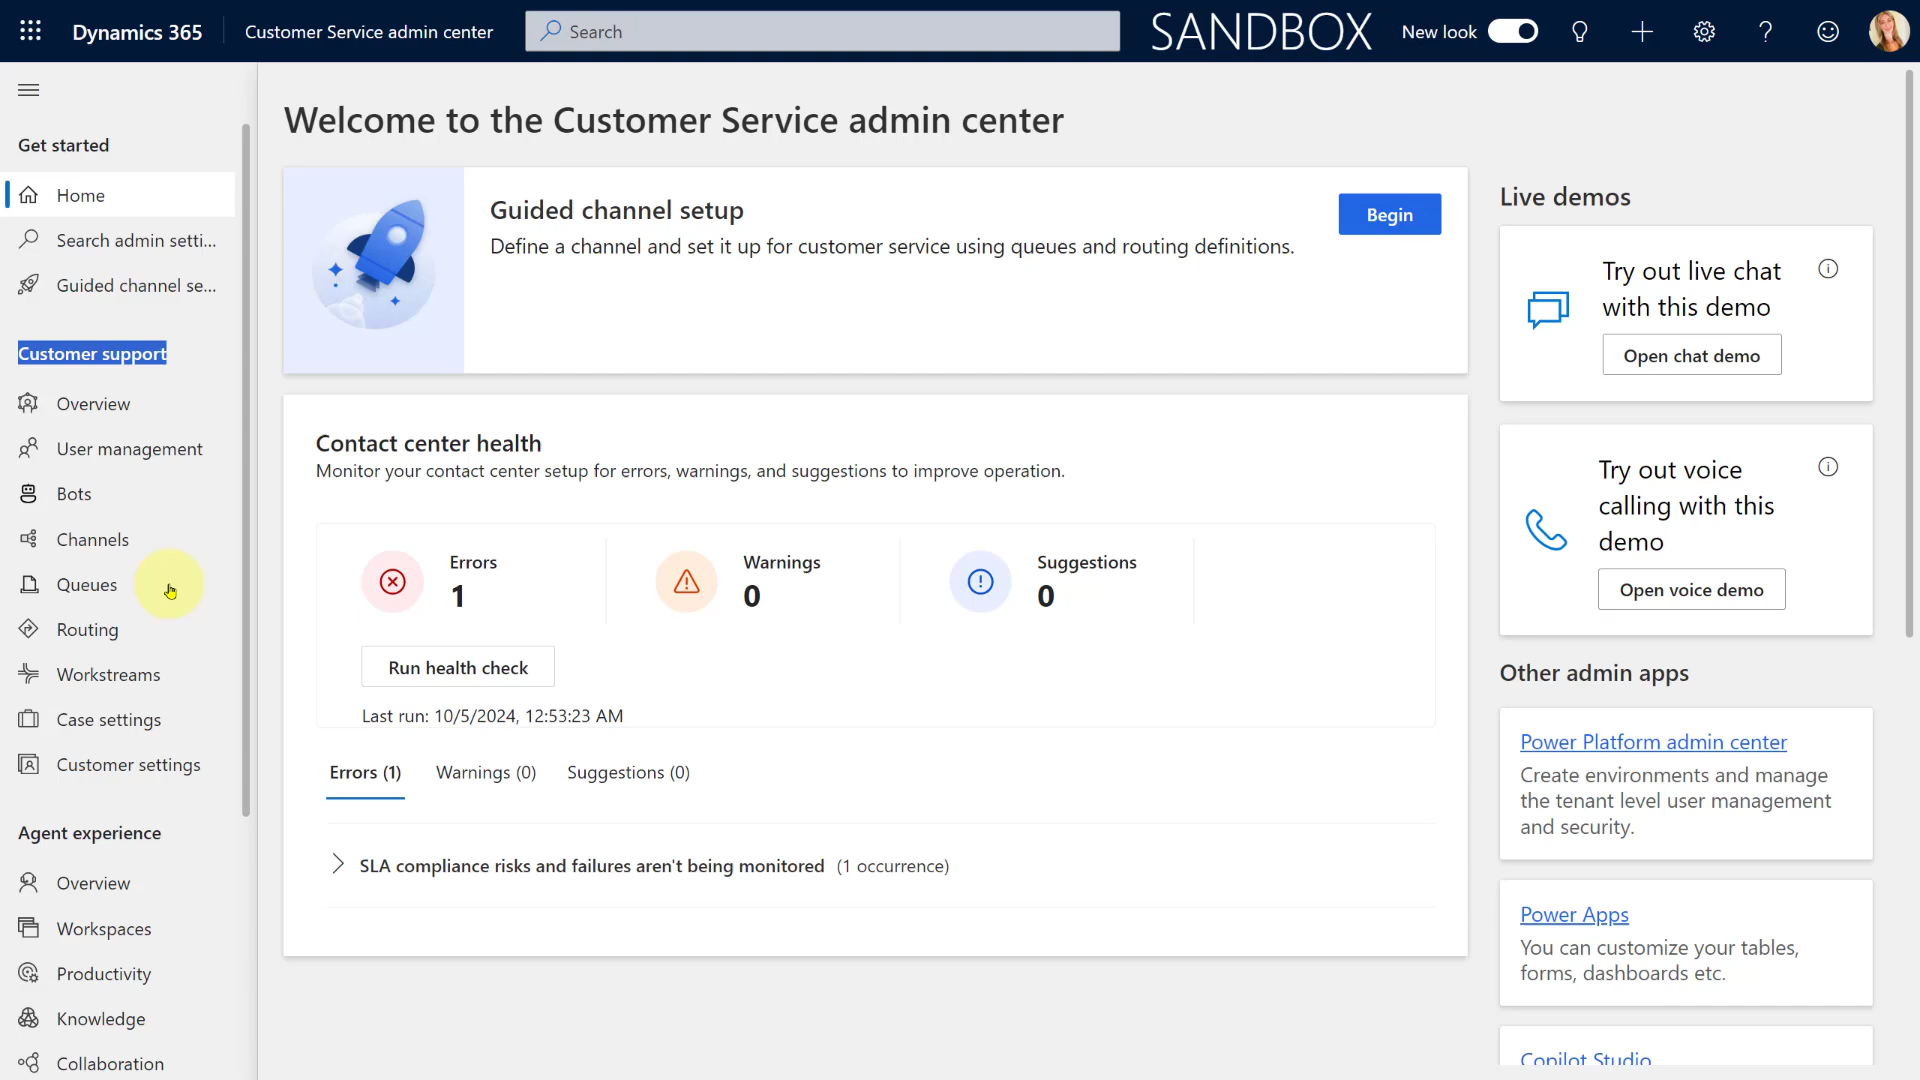 Dynamics 365
Customer Service admin center
Search
SANDBOX
New look
Get started
Home
Search admin setti...
Guided channel se...
Customer support
Overview
User management
Bots
Channels
Queues
Routing
Workstreams
Case settings
Customer settings
Agent experience
Overview
Workspaces
Productivity
Knowledge
Collaboration
Welcome to the Customer Service admin center
Guided channel setup
Define a channel and set it up for customer service using queues and routing definitions.
Begin
Contact center health
Monitor your contact center setup for errors, warnings, and suggestions to improve operation.
Errors
1
Warnings
0
Suggestions
0
Run health check
Last run: 10/5/2024, 12:53:23 AM
Errors (1)
Warnings (0)
Suggestions (0)
SLA compliance risks and failures aren't being monitored (1 occurrence)
Live demos
Try out live chat
with this demo
Open chat demo
Try out voice
calling with this
demo
Open voice demo
Other admin apps
Power Platform admin center
Create environments and manage
the tenant level user management
and security.
Power Apps
You can customize your tables,
forms, dashboards etc.
Copilot Studio